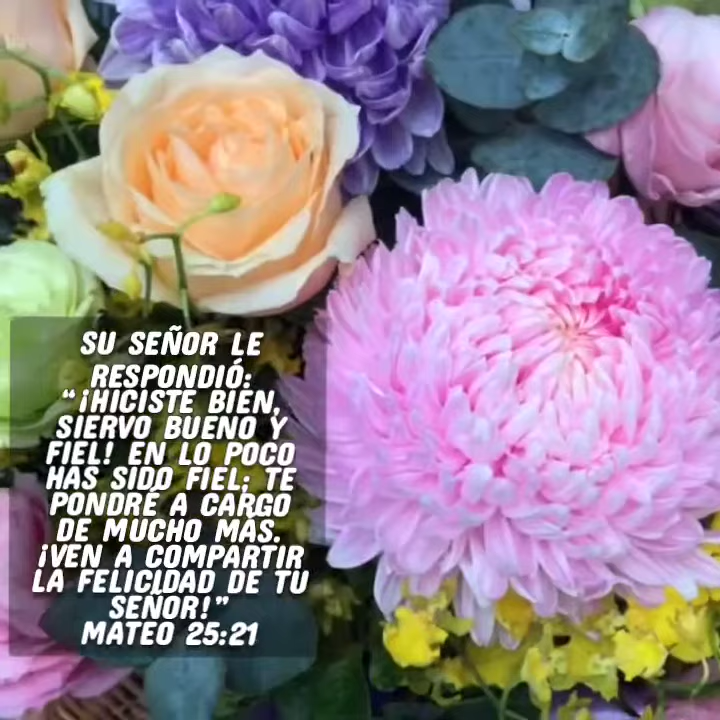 SU SEÑOR LE
RESPONDIÓ:
“¡HICISTE BIEN,
SIERVO BUENO Y
FIEL! EN LO POCO
HAS SIDO FIEL; TE
PONDRÉ A CARGO
DE MUCHO MÁS.
¡VEN A COMPARTIR
LA FELICIDAD DE TU
SEÑOR!”
MATEO 25:21